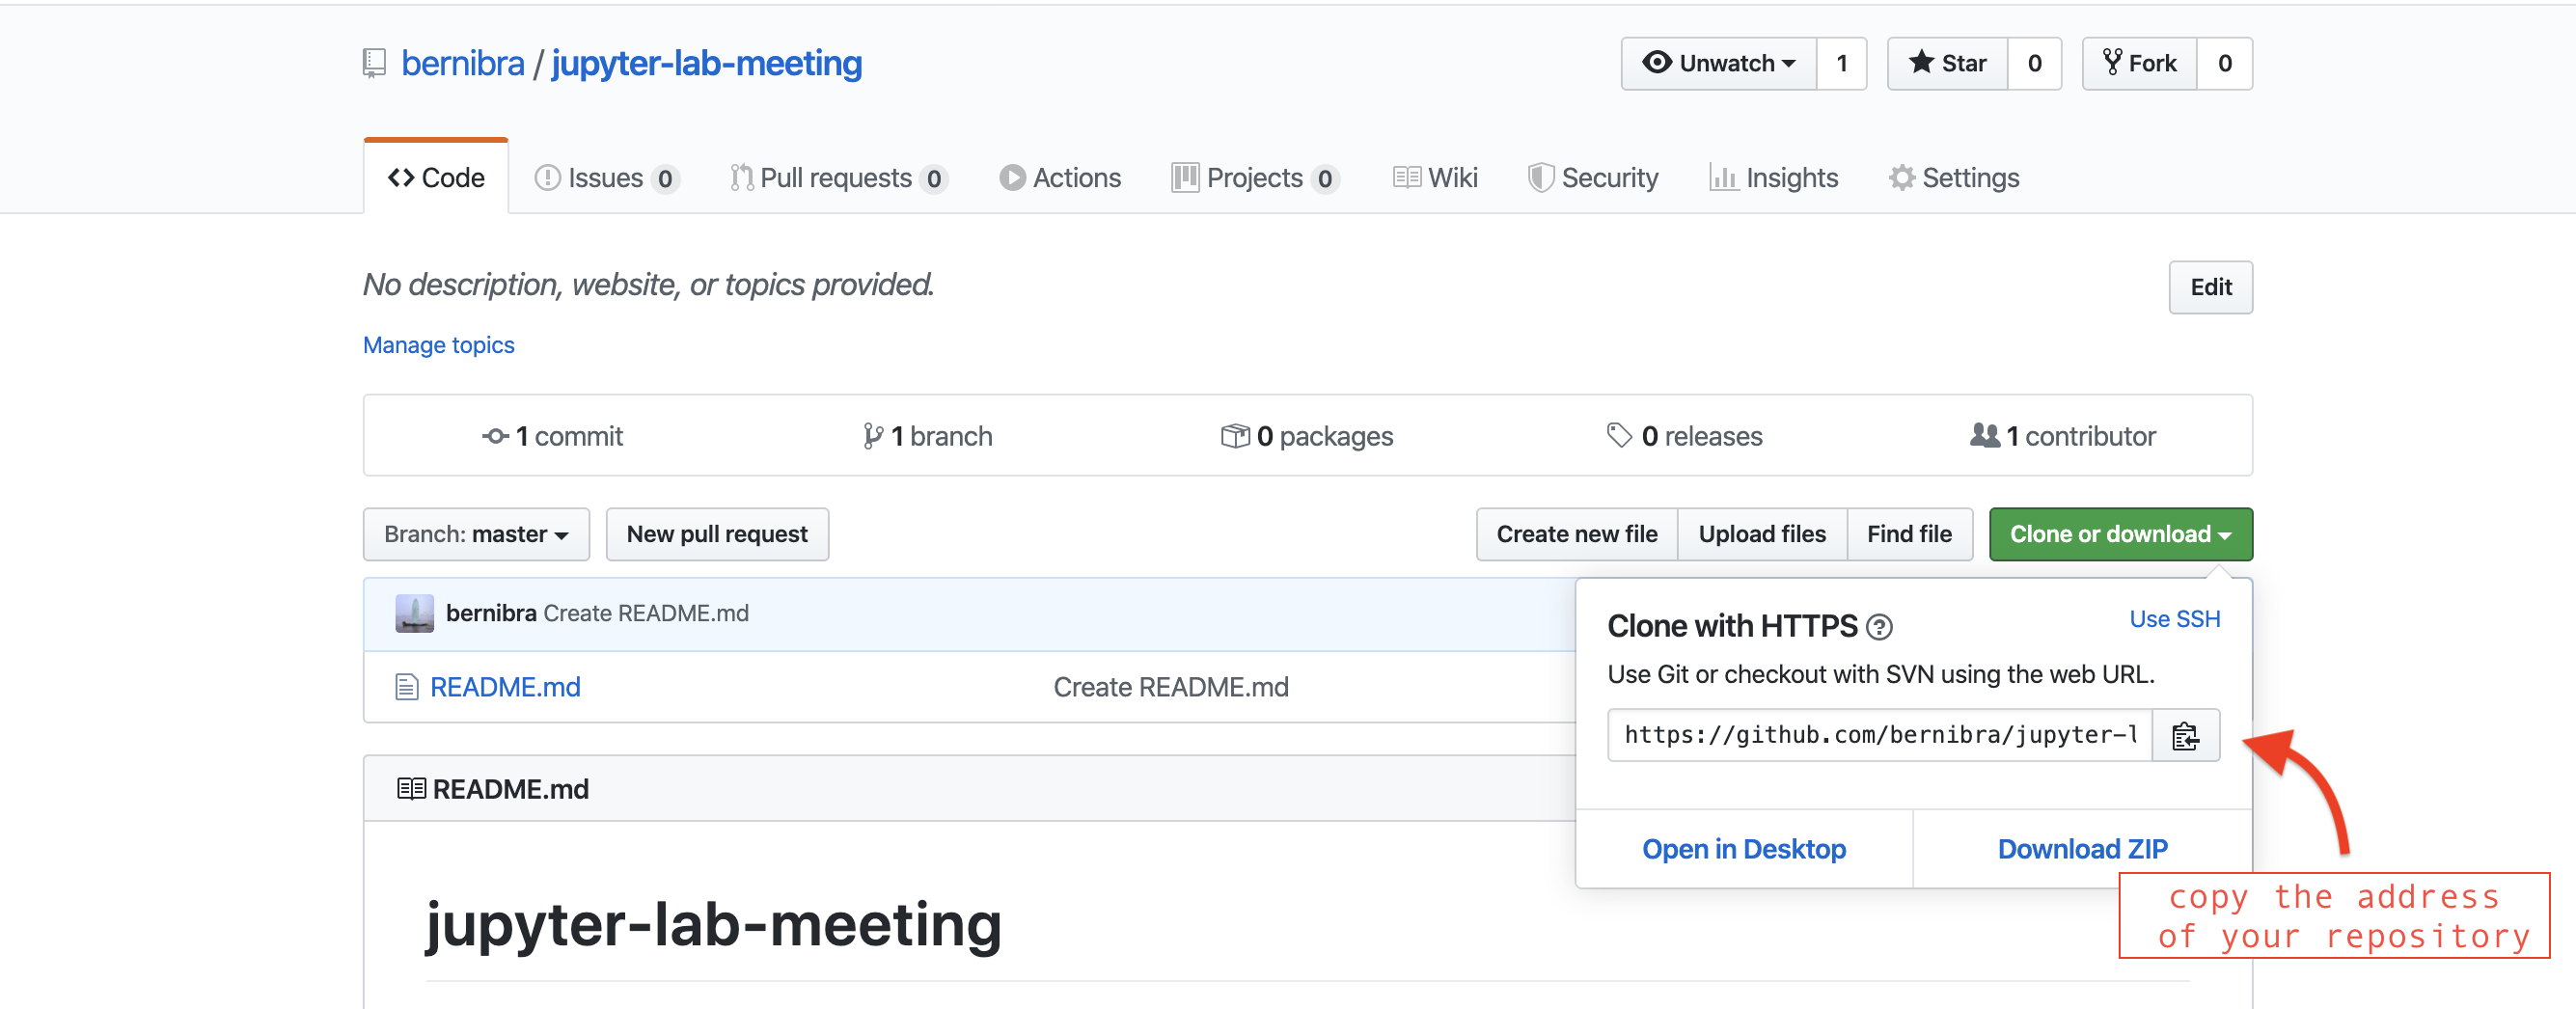 bernibra / jupyter-lab-meeting
Unwatch 1 Star 0 Fork 0
Code Issues 0 Pull requests 0 Actions Projects 0 Wiki Security Insights Settings
No description, website, or topics provided. Edit
Manage topics
1 commit 1 branch 0 packages 0 releases 1 contributor
Branch: master New pull request Create new file Upload files Find file Clone or download
bernibra Create README.md
README.md Create README.md
Clone with HTTPS ? Use SSH
Use Git or checkout with SVN using the web URL.
https://github.com/bernibra/jupyter-l
Open in Desktop Download ZIP
copy the address
of your repository
README.md
jupyter-lab-meeting